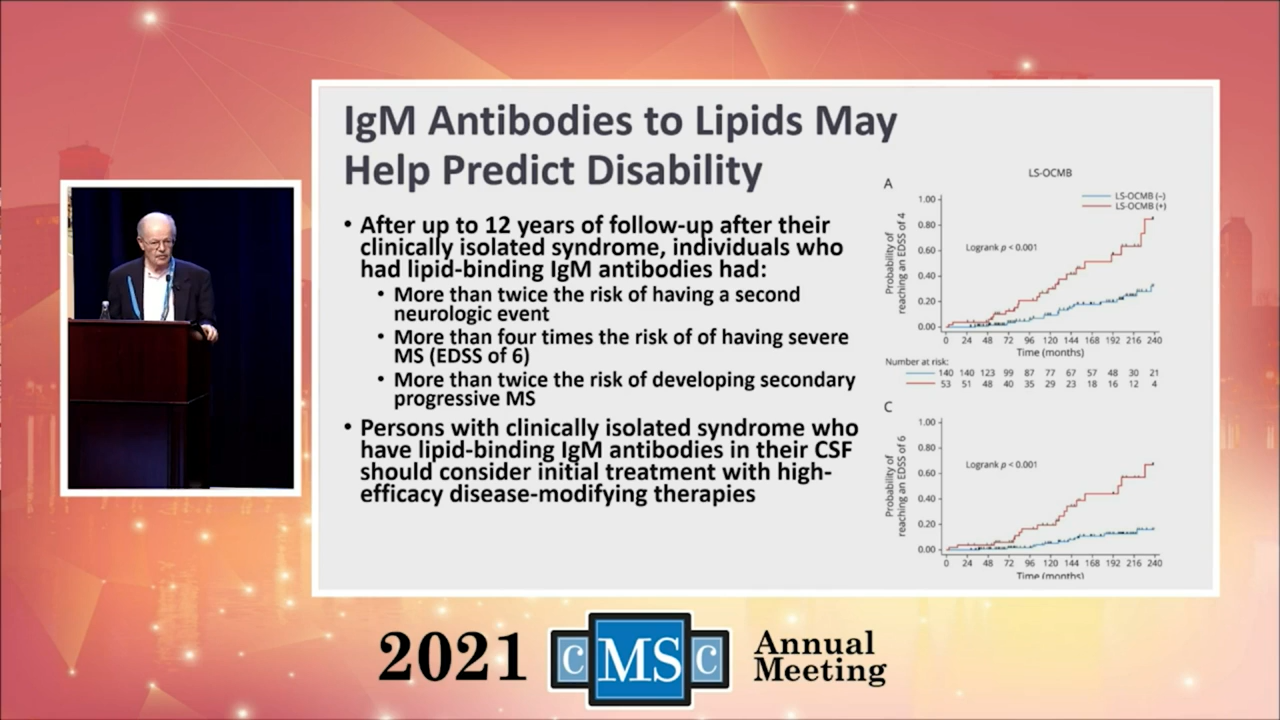 IgM Antibodies to Lipids May
Help Predict Disability
• After up to 12 years of follow-up after their
clinically isolated syndrome, individuals who
had lipid-binding IgM antibodies had:
• More than twice the risk of having a second
neurologic event
• More than four times the risk of of having severe
MS (EDSS of 6)
• More than twice the risk of developing secondary
progressive MS
• Persons with clinically isolated syndrome who
have lipid-binding IgM antibodies in their CSF
should consider initial treatment with high-
efficacy disease-modifying therapies
LS-OCMB
A
LS-OCMB (–)
LS-OCMB (+)
Logrank p < 0.001
Probability of
reaching an EDSS of 4
1.00
0.80
0.60
0.40
0.20
0.00
0 24 48 72 96 120 144 168 192 216 240
Time (months)
Number at risk:
140 140 123 99 87 77 67 57 48 30 21
53 51 48 40 35 29 23 18 16 12 4
C
Logrank p < 0.001
Probability of
reaching an EDSS of 6
1.00
0.80
0.60
0.40
0.20
0.00
0 24 48 72 96 120 144 168 192 216 240
Time (months)
2021
C MS C
Annual
Meeting